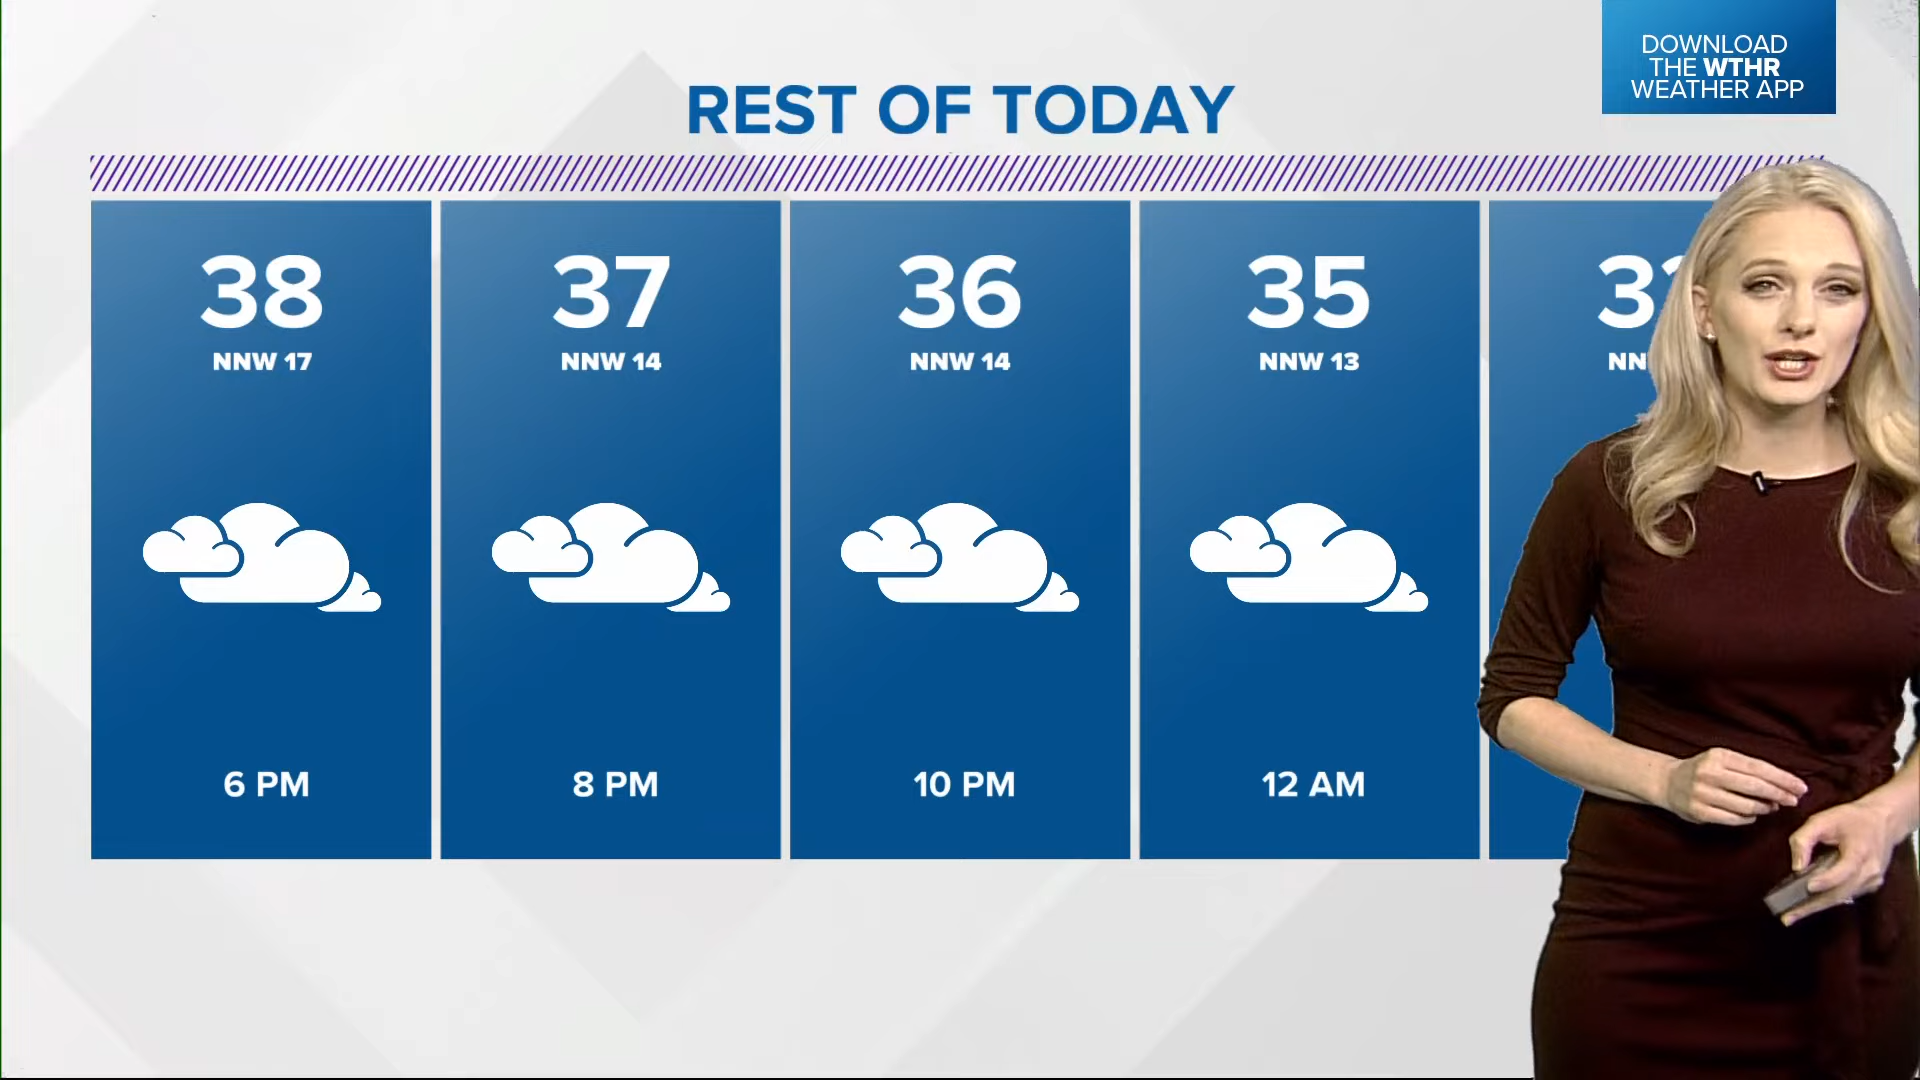 DOWNLOAD
THE WTHR
WEATHER APP
REST OF TODAY
38
NNW 17
6 PM
37
NNW 14
8 PM
36
NNW 14
10 PM
35
NNW 13
12 AM